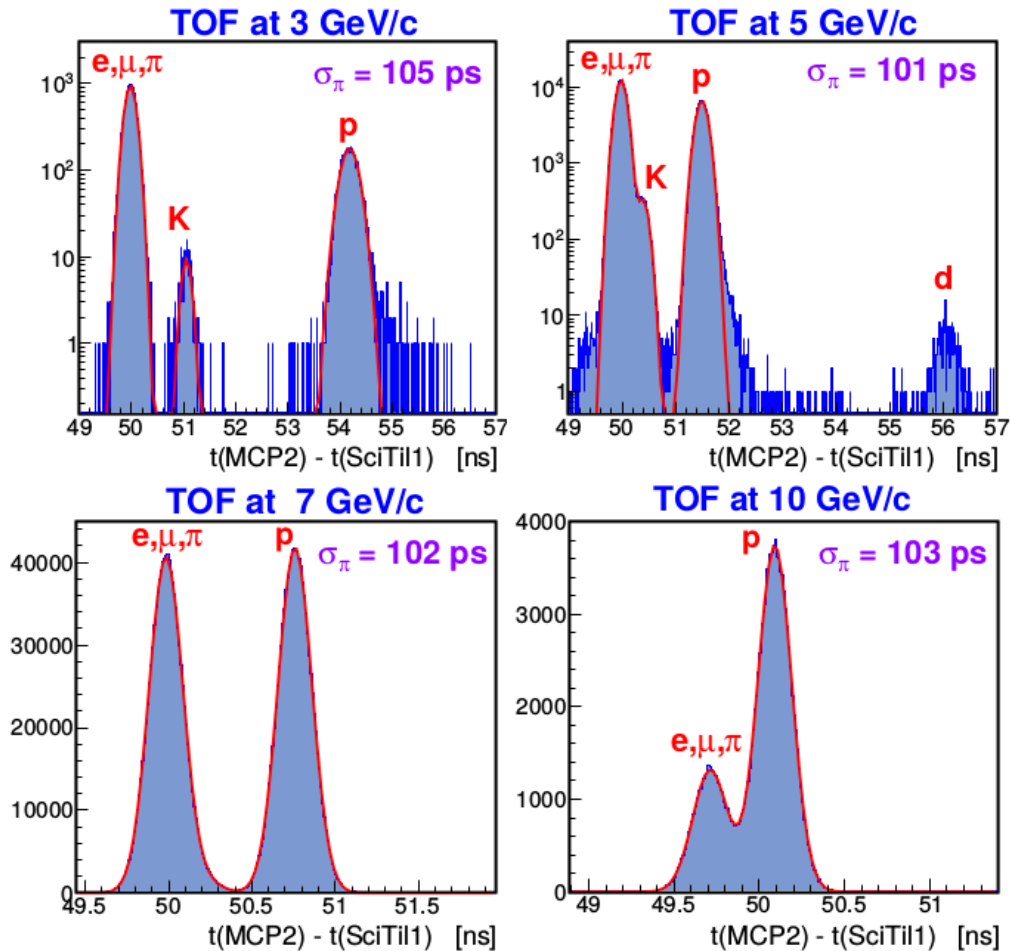 TOF at 3 GeV/c
e,μ,π
σπ = 105 ps
p
K
10³
10²
10
1
49 50 51 52 53 54 55 56 57
t(MCP2) - t(SciTil1) [ns]
TOF at 5 GeV/c
e,μ,π
p
σπ = 101 ps
K
d
10⁴
10³
10²
10
1
49 50 51 52 53 54 55 56 57
t(MCP2) - t(SciTil1) [ns]
TOF at 7 GeV/c
e,μ,π
p
σπ = 102 ps
40000
30000
20000
10000
0
49.5 50 50.5 51 51.5
t(MCP2) - t(SciTil1) [ns]
TOF at 10 GeV/c
p
σπ = 103 ps
e,μ,π
4000
3000
2000
1000
0
49 49.5 50 50.5 51
t(MCP2) - t(SciTil1) [ns]